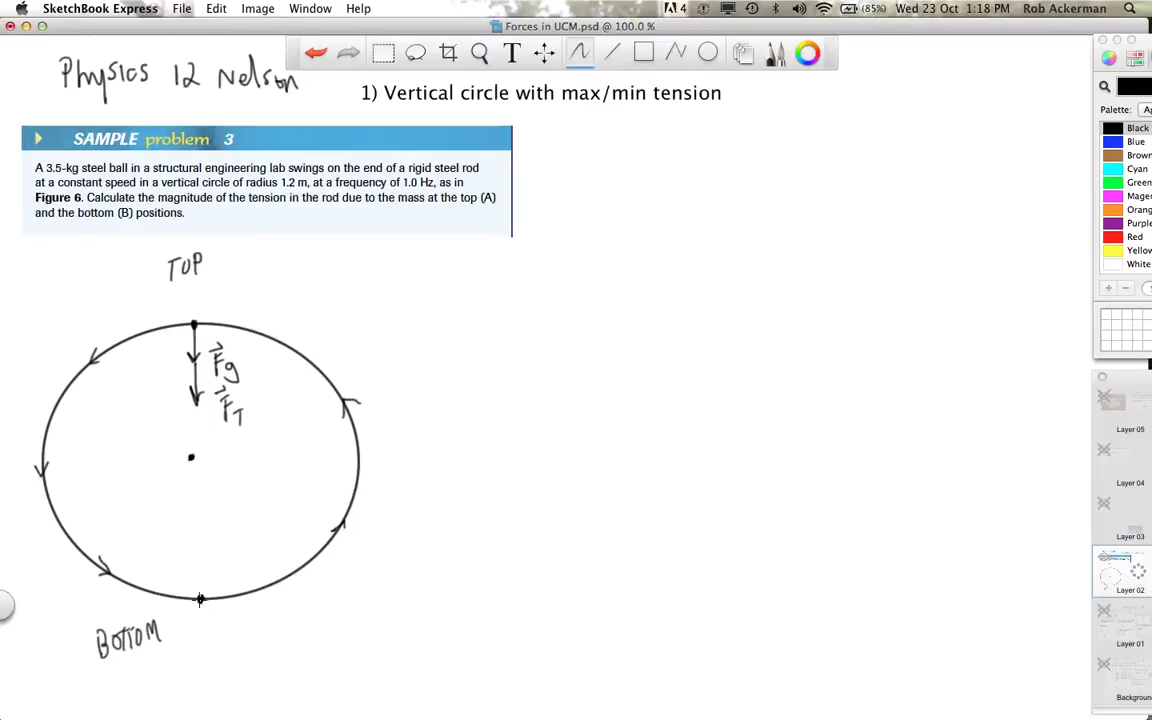 SketchBook Express File Edit Image Window Help 4 (85%) Wed 23 Oct 1:18 PM Rob Ackerman
Forces in UCM.psd @ 100.0 %
T
Physics 12 Nelson
1) Vertical circle with max/min tension
SAMPLE problem 3
A 3.5-kg steel ball in a structural engineering lab swings on the end of a rigid steel rod
at a constant speed in a vertical circle of radius 1.2 m, at a frequency of 1.0 Hz, as in
Figure 6. Calculate the magnitude of the tension in the rod due to the mass at the top (A)
and the bottom (B) positions.
TOP
Fg
FT
BOTTOM
Palette:
Black
Blue
Brown
Cyan
Green
Mage
Orang
Purple
Red
Yellow
White
Layer 05
Layer 04
Layer 03
Layer 02
Layer 01
Background